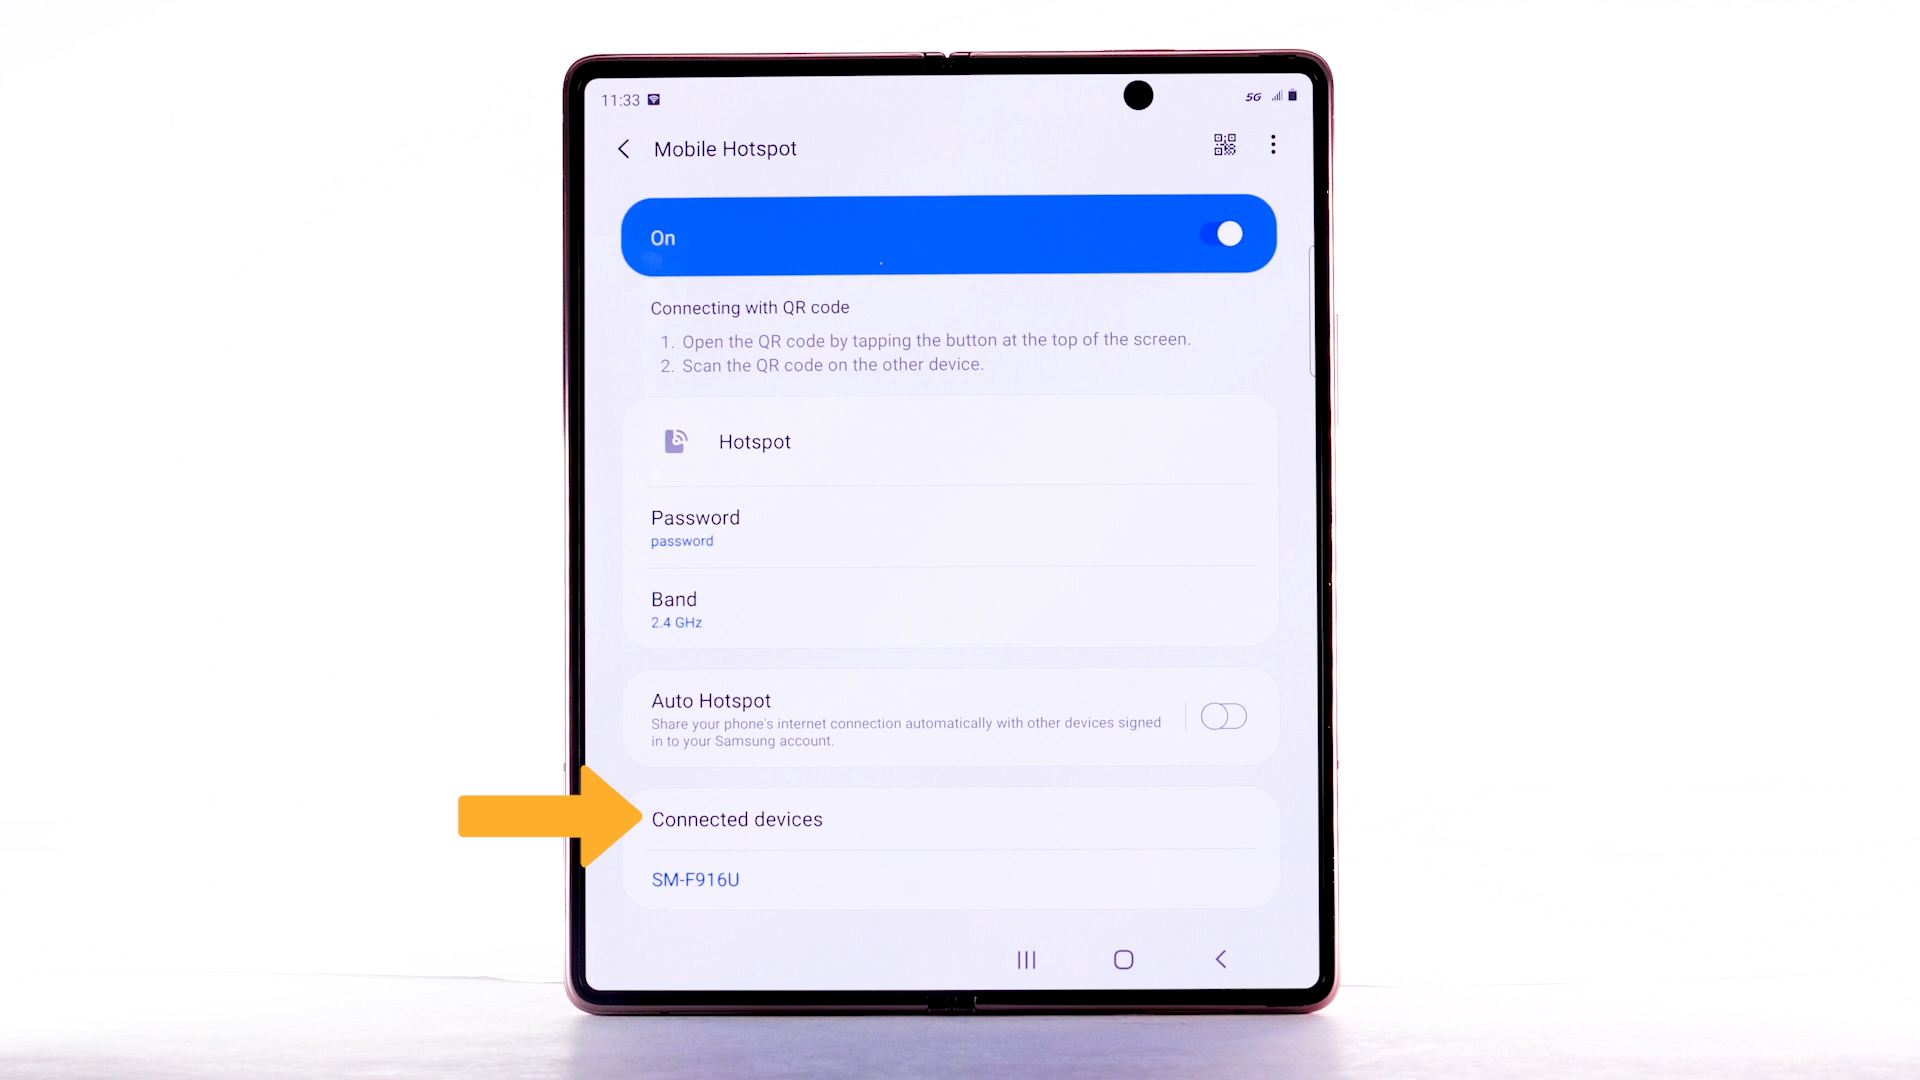 11:33
5G
Mobile Hotspot
On
Connecting with QR code
1. Open the QR code by tapping the button at the top of the screen.
2. Scan the QR code on the other device.
Hotspot
Password
password
Band
2.4 GHz
Auto Hotspot
Share your phone's internet connection automatically with other devices signed
in to your Samsung account.
Connected devices
SM-F916U